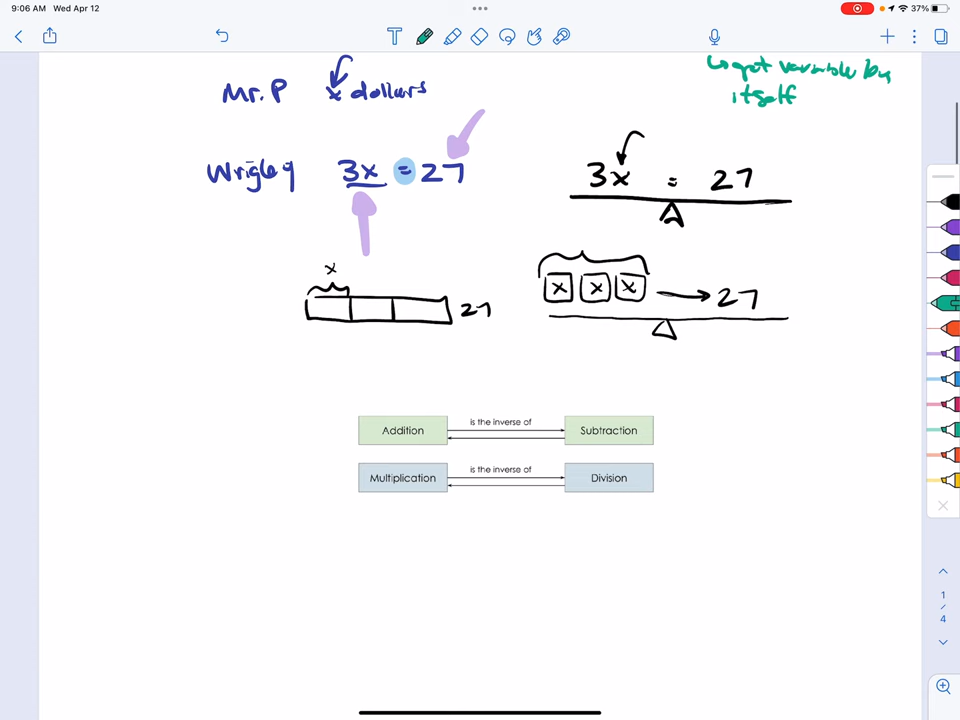 9:06 AM Wed Apr 12
37%
↳ get variable by
itself
Mr. P x dollars
Wrigley 3x = 27
3x = 27
x
27
x x x → 27
Addition is the inverse of Subtraction
Multiplication is the inverse of Division
1
/
4